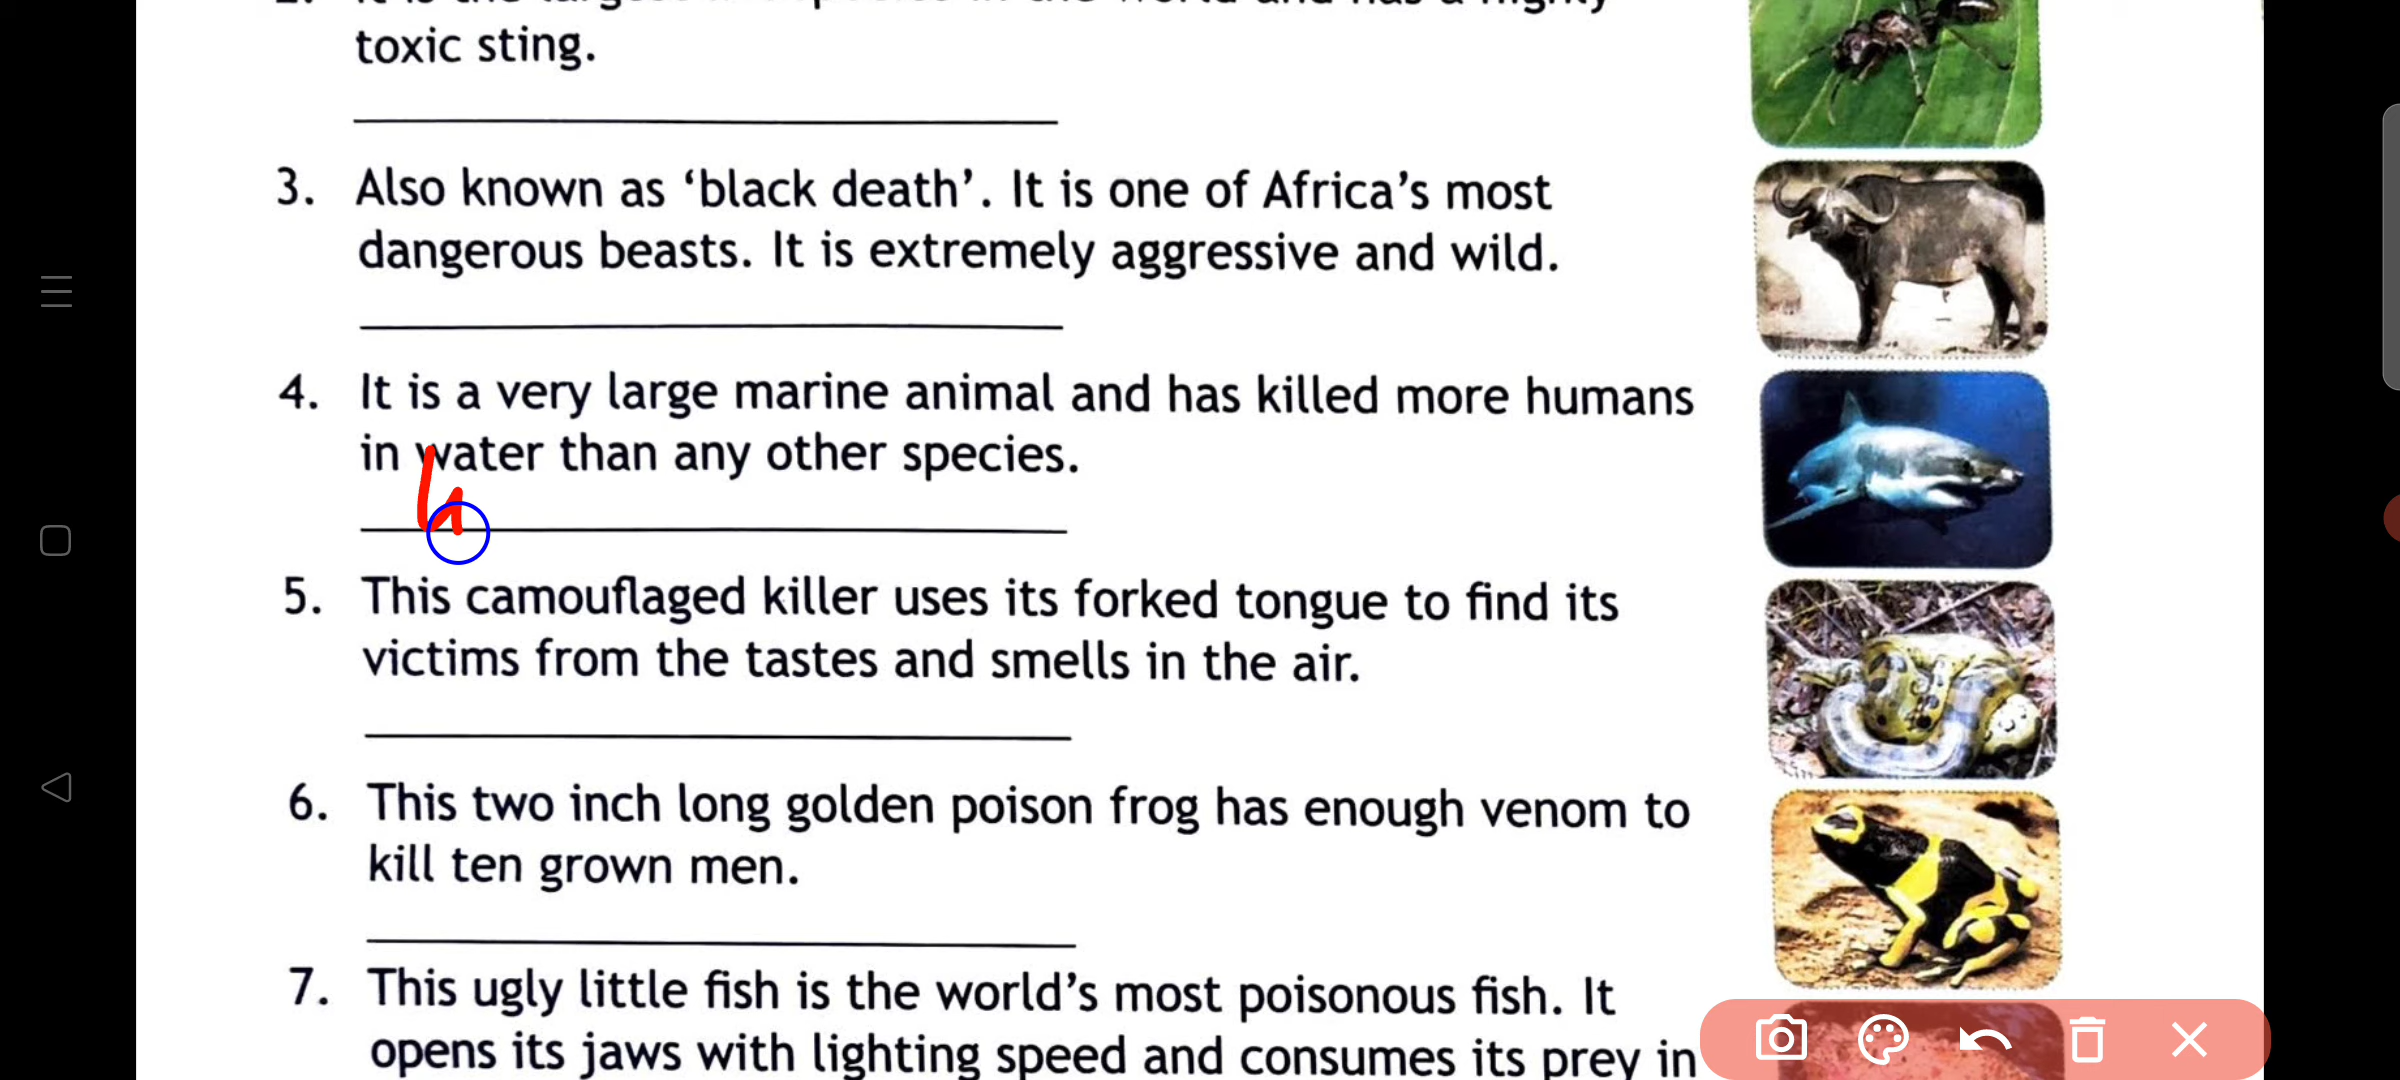 toxic sting.
3. Also known as ‘black death’. It is one of Africa’s most
dangerous beasts. It is extremely aggressive and wild.
4. It is a very large marine animal and has killed more humans
in water than any other species.
5. This camouflaged killer uses its forked tongue to find its
victims from the tastes and smells in the air.
6. This two inch long golden poison frog has enough venom to
kill ten grown men.
7. This ugly little fish is the world’s most poisonous fish. It
opens its jaws with lighting speed and consumes its prey in